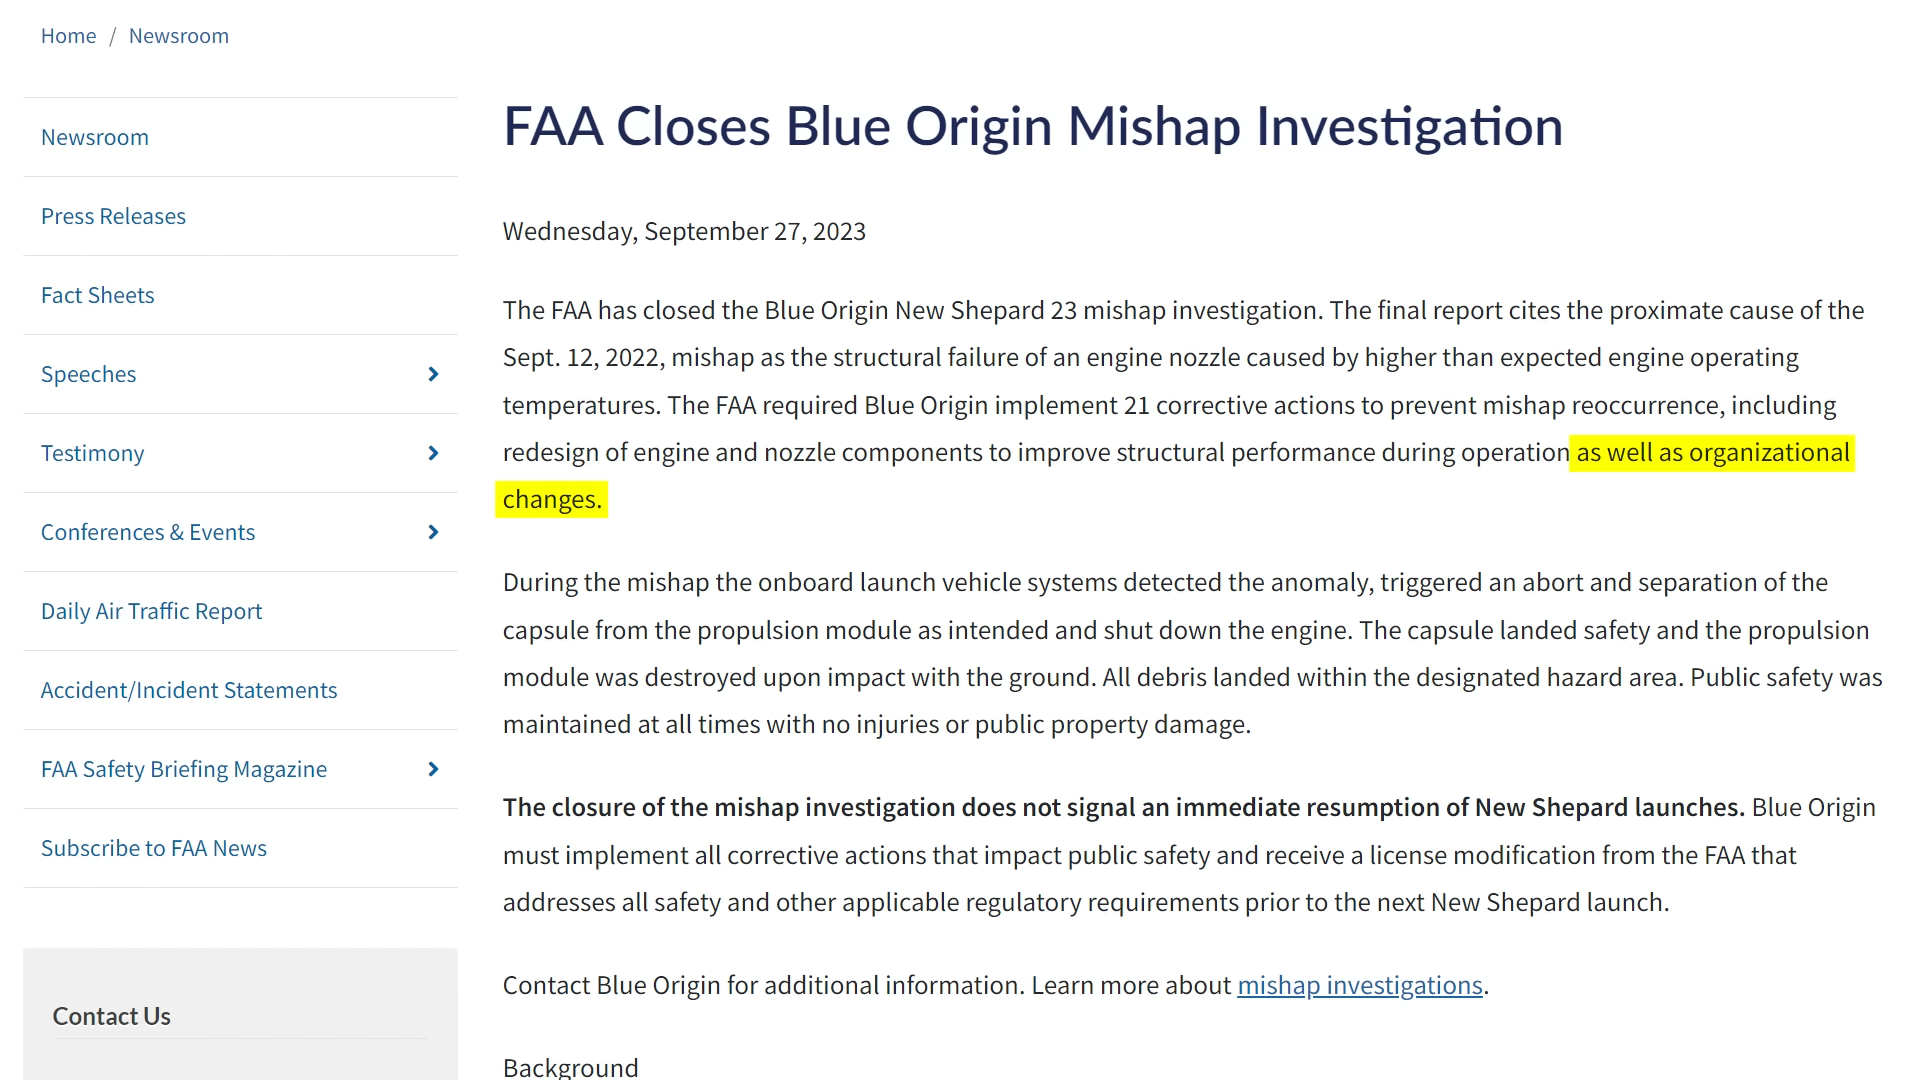 Home / Newsroom
Newsroom
Press Releases
Fact Sheets
Speeches
Testimony
Conferences & Events
Daily Air Traffic Report
Accident/Incident Statements
FAA Safety Briefing Magazine
Subscribe to FAA News
Contact Us
FAA Closes Blue Origin Mishap Investigation
Wednesday, September 27, 2023
The FAA has closed the Blue Origin New Shepard 23 mishap investigation. The final report cites the proximate cause of the
Sept. 12, 2022, mishap as the structural failure of an engine nozzle caused by higher than expected engine operating
temperatures. The FAA required Blue Origin implement 21 corrective actions to prevent mishap reoccurrence, including
redesign of engine and nozzle components to improve structural performance during operation as well as organizational
changes.
During the mishap the onboard launch vehicle systems detected the anomaly, triggered an abort and separation of the
capsule from the propulsion module as intended and shut down the engine. The capsule landed safety and the propulsion
module was destroyed upon impact with the ground. All debris landed within the designated hazard area. Public safety was
maintained at all times with no injuries or public property damage.
The closure of the mishap investigation does not signal an immediate resumption of New Shepard launches. Blue Origin
must implement all corrective actions that impact public safety and receive a license modification from the FAA that
addresses all safety and other applicable regulatory requirements prior to the next New Shepard launch.
Contact Blue Origin for additional information. Learn more about mishap investigations.
Background